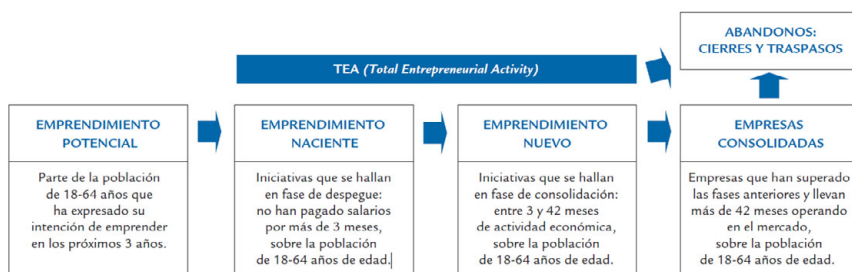 ABANDONOS:
CIERRES Y TRASPASOS
TEA (Total Entrepreneurial Activity)
EMPRENDIMIENTO
POTENCIAL
Parte de la población
de 18-64 años que
ha expresado su
intención de emprender
en los próximos 3 años.
EMPRENDIMIENTO
NACIENTE
Iniciativas que se hallan
en fase de despegue:
no han pagado salarios
por más de 3 meses,
sobre la población
de 18-64 años de edad.
EMPRENDIMIENTO
NUEVO
Iniciativas que se hallan
en fase de consolidación:
entre 3 y 42 meses
de actividad económica,
sobre la población
de 18-64 años de edad.
EMPRESAS
CONSOLIDADAS
Empresas que han superado
las fases anteriores y llevan
más de 42 meses operando
en el mercado,
sobre la población
de 18-64 años de edad.